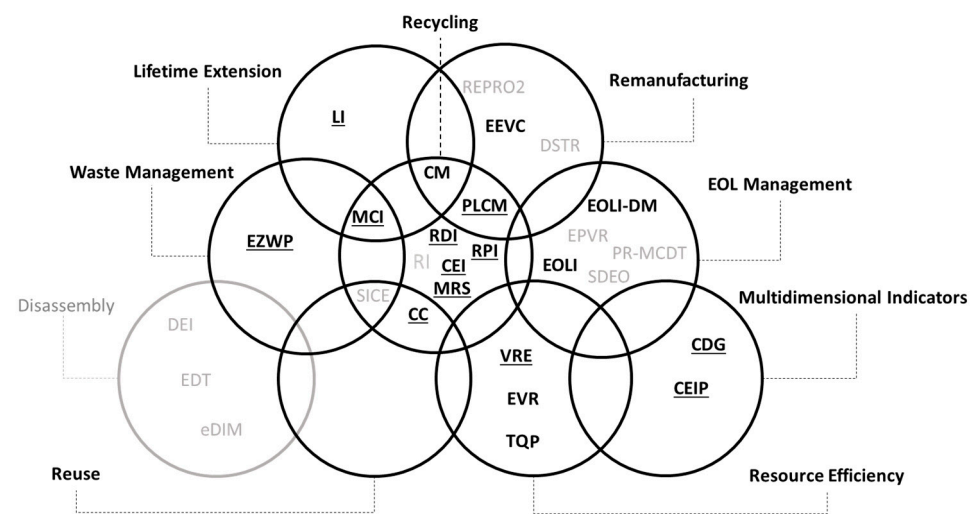 Recycling
Lifetime Extension
Remanufacturing
REPRO2
LI
EEVC
DSTR
Waste Management
CM
EOL Management
PLCM
EOLI-DM
MCI
EZWP
RDI
EPVR
RPI
PR-MCDT
RI
CEI
EOLI
SDEO
MRS
SICE
Multidimensional Indicators
Disassembly
CC
DEI
CDG
VRE
EDT
CEIP
EVR
eDIM
TQP
Reuse
Resource Efficiency